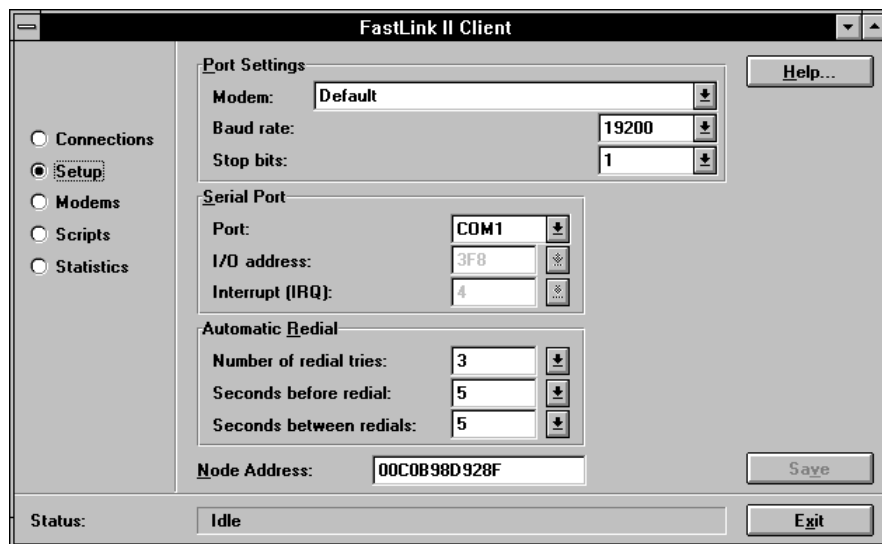 FastLink II Client
Port Settings
Help...
Modem: Default
Baud rate: 19200
Stop bits: 1
Connections
Setup
Modems
Scripts
Statistics
Serial Port
Port: COM1
I/O address: 3F8
Interrupt (IRQ): 4
Automatic Redial
Number of redial tries: 3
Seconds before redial: 5
Seconds between redials: 5
Node Address: 00C0B98D928F
Save
Status: Idle
Exit